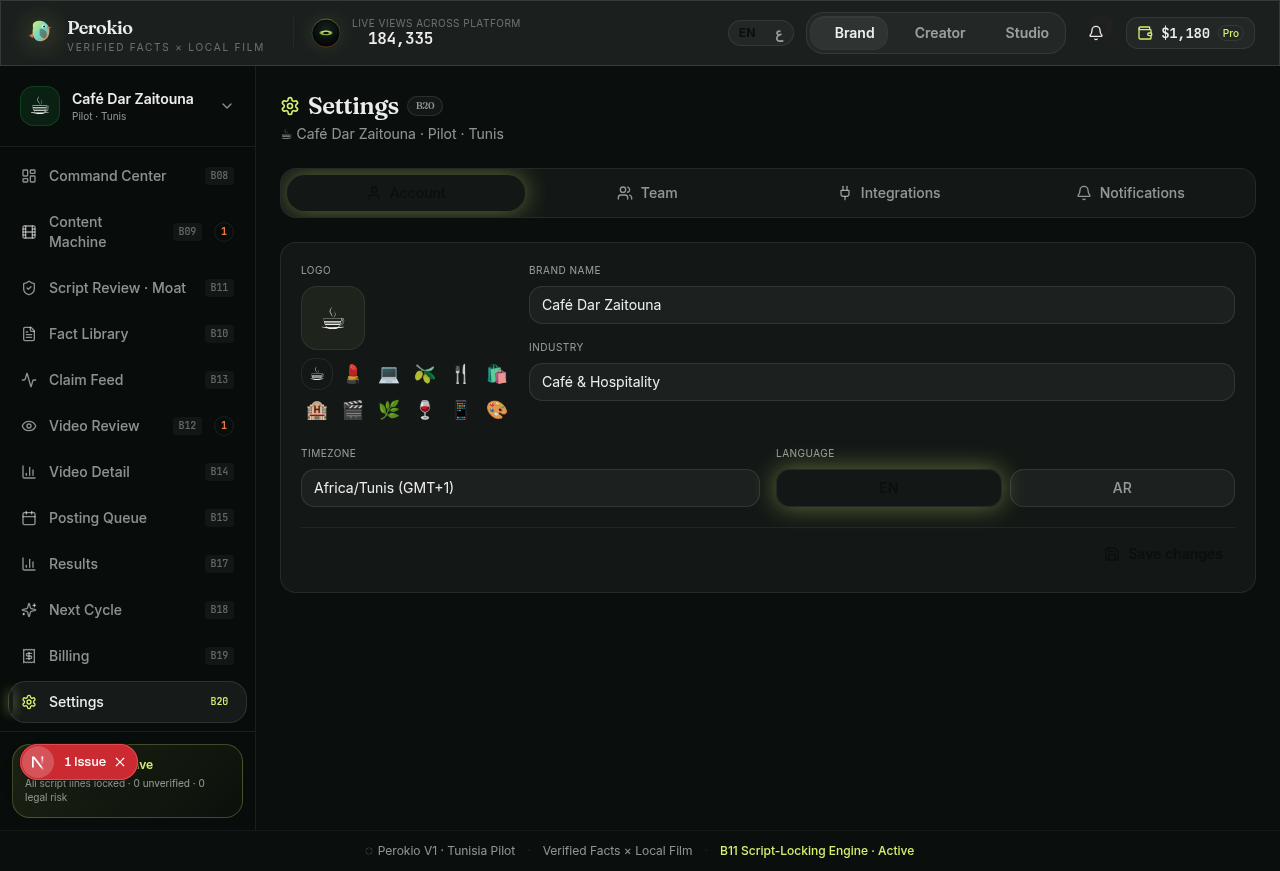 Perokio
VERIFIED FACTS × LOCAL FILM
LIVE VIEWS ACROSS PLATFORM
184,335
EN ع
Brand
Creator
Studio
$1,180 Pro
Café Dar Zaitouna
Pilot · Tunis
Command Center B08
Content Machine B09 1
Script Review · Moat B11
Fact Library B10
Claim Feed B13
Video Review B12 1
Video Detail B14
Posting Queue B15
Results B17
Next Cycle B18
Billing B19
Settings B20
N 1 Issue
ve
All script lines locked · 0 unverified · 0
legal risk
Settings B20
Café Dar Zaitouna · Pilot · Tunis
Account
Team
Integrations
Notifications
LOGO
BRAND NAME
Café Dar Zaitouna
INDUSTRY
Café & Hospitality
TIMEZONE
Africa/Tunis (GMT+1)
LANGUAGE
EN
AR
Save changes
Perokio V1 · Tunisia Pilot · Verified Facts × Local Film · B11 Script-Locking Engine · Active